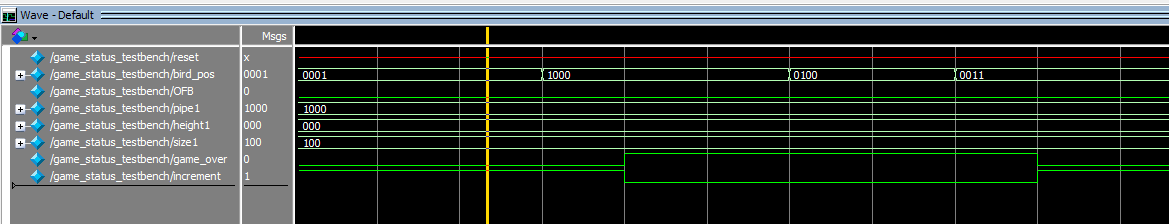 Wave - Default
Msgs
/game_status_testbench/reset x
/game_status_testbench/bird_pos 0001 0001 1000 0100 0011
/game_status_testbench/OFB 0
/game_status_testbench/pipe1 1000 1000
/game_status_testbench/height1 000 000
/game_status_testbench/size1 100 100
/game_status_testbench/game_over 0
/game_status_testbench/increment 1